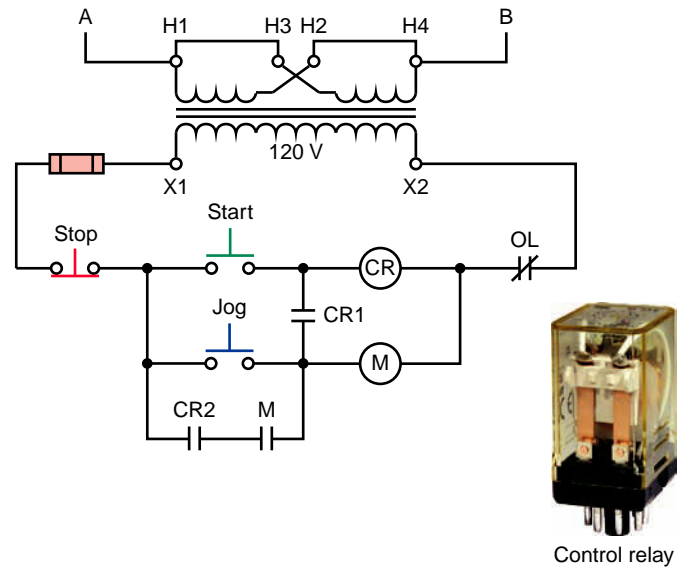 A H1 H3 H2 H4 B
120 V
X1 X2
Start
Stop OL
CR
Jog CR1
M
CR2 M
Control relay